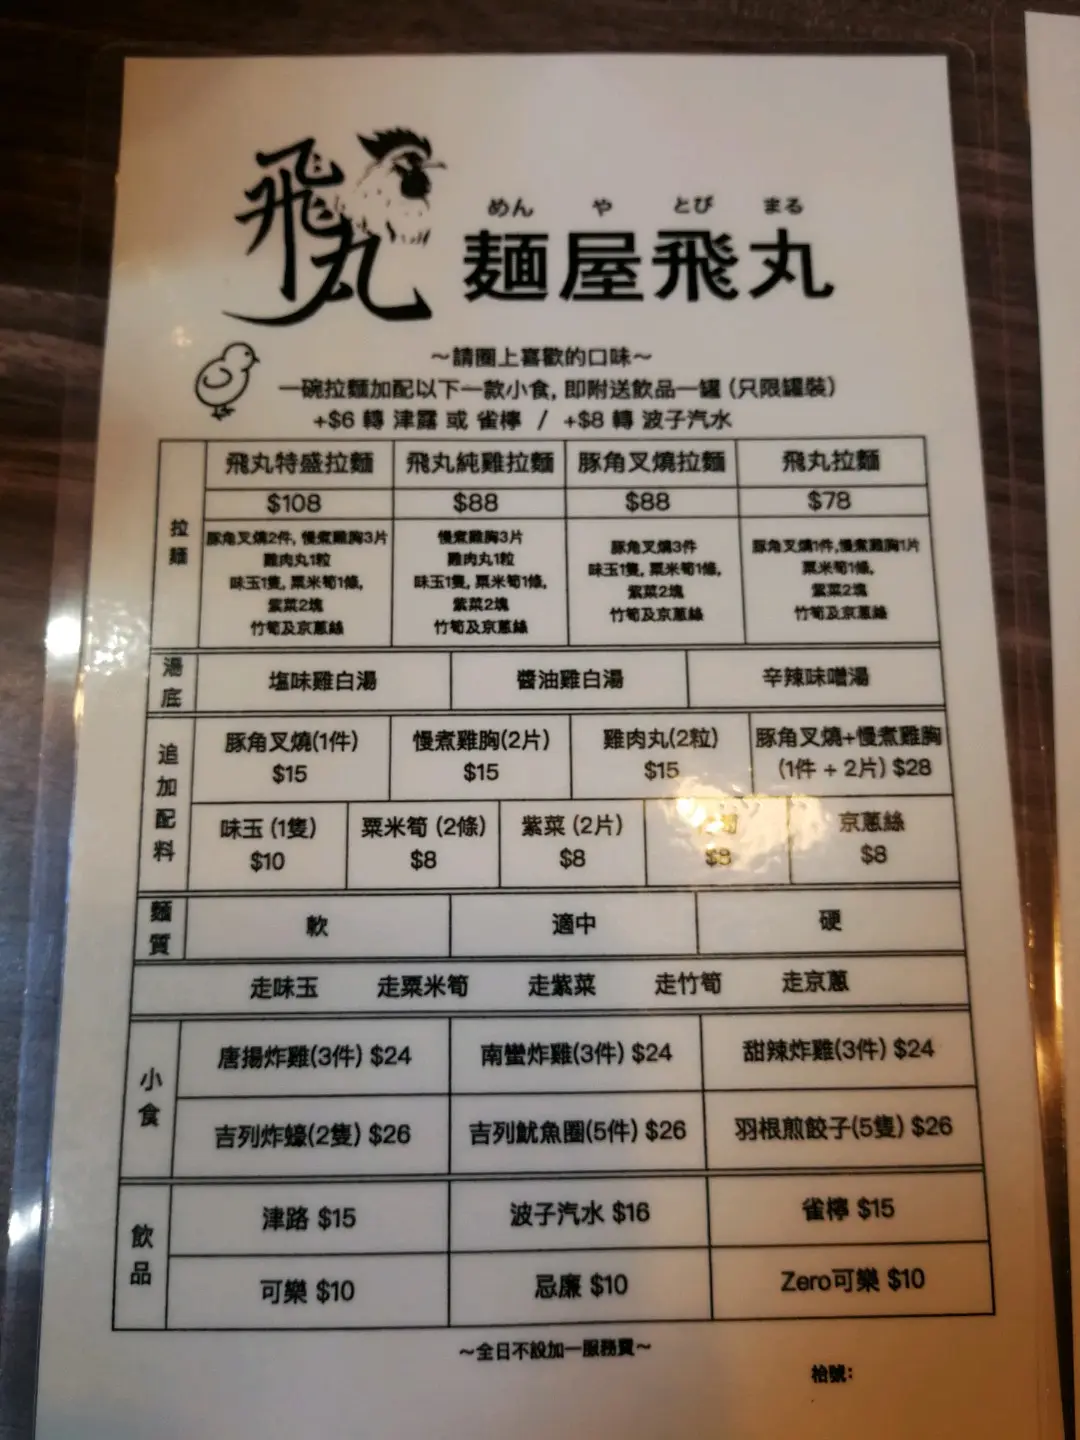 飛丸
めん や とび まる
麺屋飛丸
～請圈上喜歡的口味～
一碗拉麵加配以下一款小食, 即附送飲品一罐 (只限罐裝)
+$6 轉 津露 或 雀檸 / +$8 轉 波子汽水
拉麵
飛丸特盛拉麵 飛丸純雞拉麵 豚角叉燒拉麵 飛丸拉麵
$108 $88 $88 $78
豚角叉燒2件, 慢煮雞胸3片
雞肉丸1粒
味玉1隻, 粟米筍1條,
紫菜2塊
竹筍及京蔥絲
慢煮雞胸3片
雞肉丸1粒
味玉1隻, 粟米筍1條,
紫菜2塊
竹筍及京蔥絲
豚角叉燒3件
味玉1隻, 粟米筍1條,
紫菜2塊
竹筍及京蔥絲
豚角叉燒1件,慢煮雞胸1片
粟米筍1條,
紫菜2塊
竹筍及京蔥絲
湯底
塩味雞白湯 醬油雞白湯 辛辣味噌湯
追加配料
豚角叉燒(1件) 慢煮雞胸(2片) 雞肉丸(2粒) 豚角叉燒+慢煮雞胸
$15 $15 $15 (1件 + 2片) $28
味玉 (1隻) 粟米筍 (2條) 紫菜 (2片) 筍 京蔥絲
$10 $8 $8 $8 $8
麵質
軟 適中 硬
走味玉 走粟米筍 走紫菜 走竹筍 走京蔥
小食
唐揚炸雞(3件) $24 南蠻炸雞(3件) $24 甜辣炸雞(3件) $24
吉列炸蠔(2隻) $26 吉列魷魚圈(5件) $26 羽根煎餃子(5隻) $26
飲品
津路 $15 波子汽水 $16 雀檸 $15
可樂 $10 忌廉 $10 Zero可樂 $10
～全日不設加一服務費～
枱號：